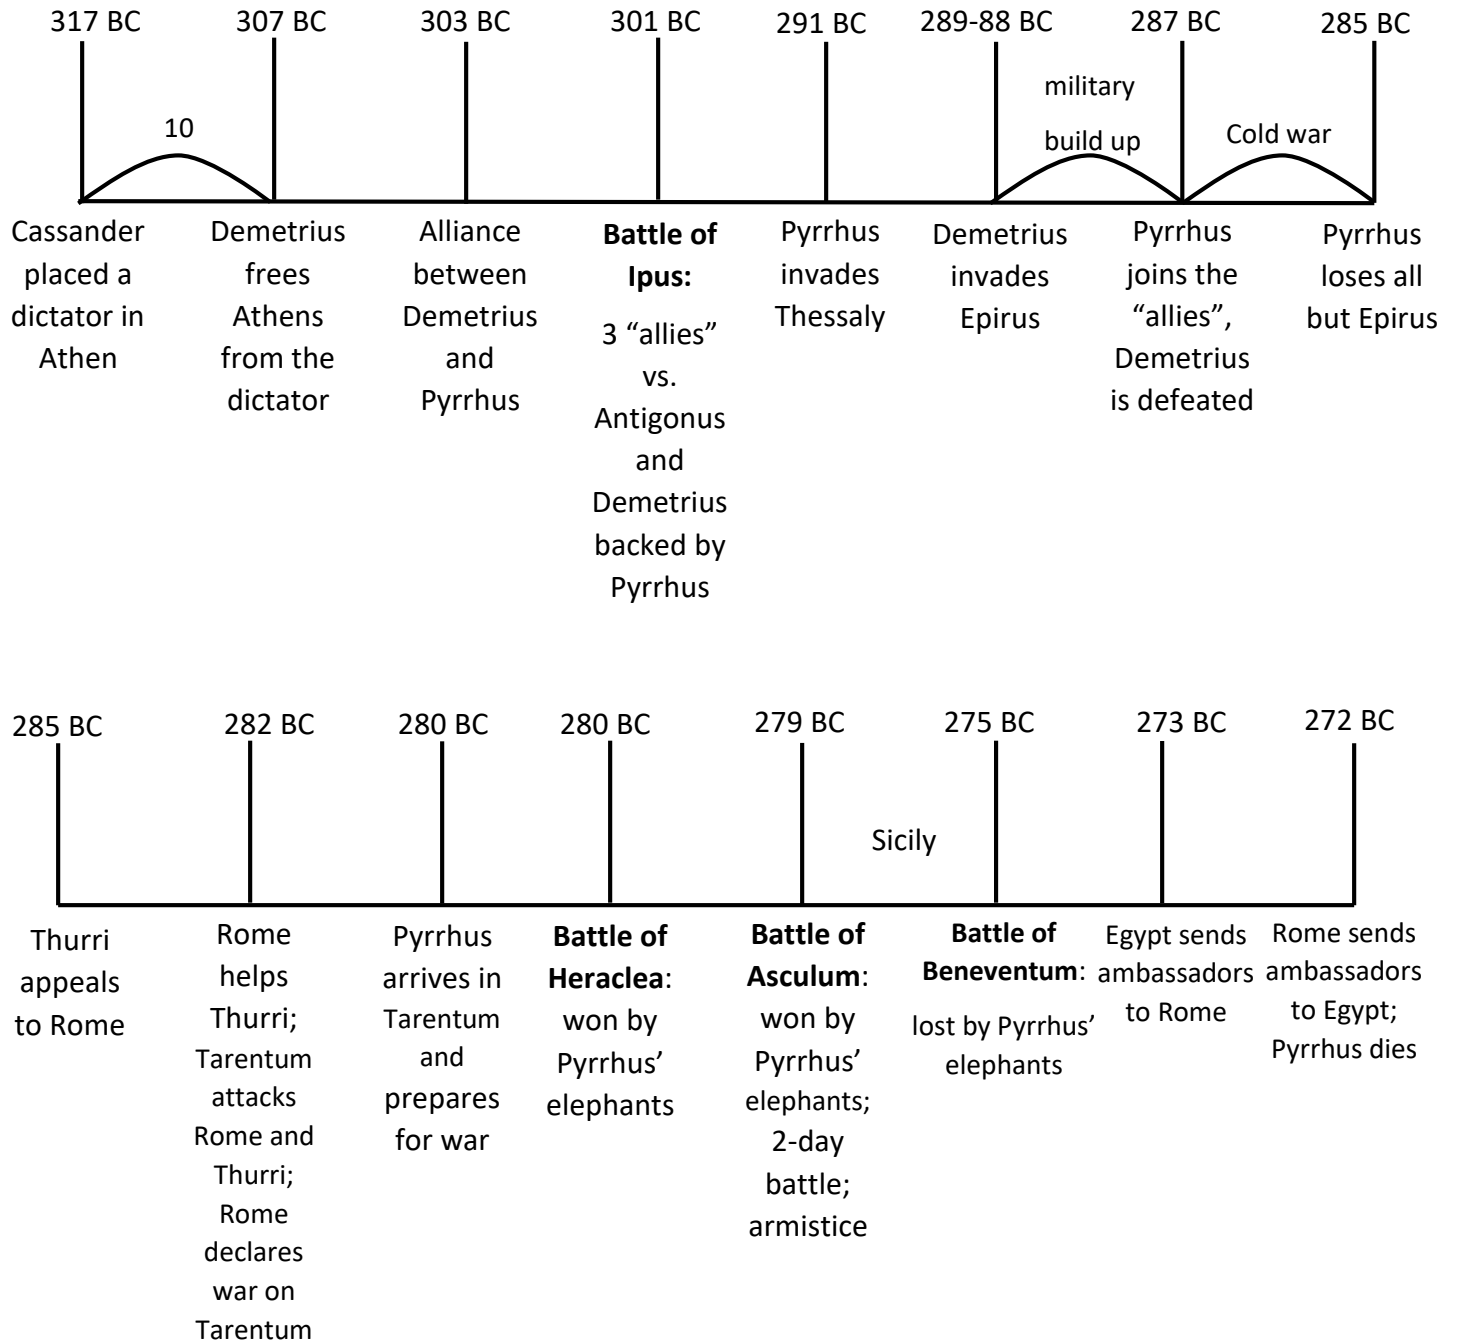 317 BC
307 BC
303 BC
301 BC
291 BC
289-88 BC
287 BC
285 BC
10
military
build up
Cold war
Cassander
placed a
dictator in
Athen
Demetrius
frees
Athens
from the
dictator
Alliance
between
Demetrius
and
Pyrrhus
Battle of
Ipus:
3 “allies”
vs.
Antigonus
and
Demetrius
backed by
Pyrrhus
Pyrrhus
invades
Thessaly
Demetrius
invades
Epirus
Pyrrhus
joins the
“allies”,
Demetrius
is defeated
Pyrrhus
loses all
but Epirus
285 BC
282 BC
280 BC
280 BC
279 BC
275 BC
273 BC
272 BC
Sicily
Thurri
appeals
to Rome
Rome
helps
Thurri;
Tarentum
attacks
Rome and
Thurri;
Rome
declares
war on
Tarentum
Pyrrhus
arrives in
Tarentum
and
prepares
for war
Battle of
Heraclea:
won by
Pyrrhus’
elephants
Battle of
Asculum:
won by
Pyrrhus’
elephants;
2-day
battle;
armistice
Battle of
Beneventum:
lost by Pyrrhus’
elephants
Egypt sends
ambassadors
to Rome
Rome sends
ambassadors
to Egypt;
Pyrrhus dies